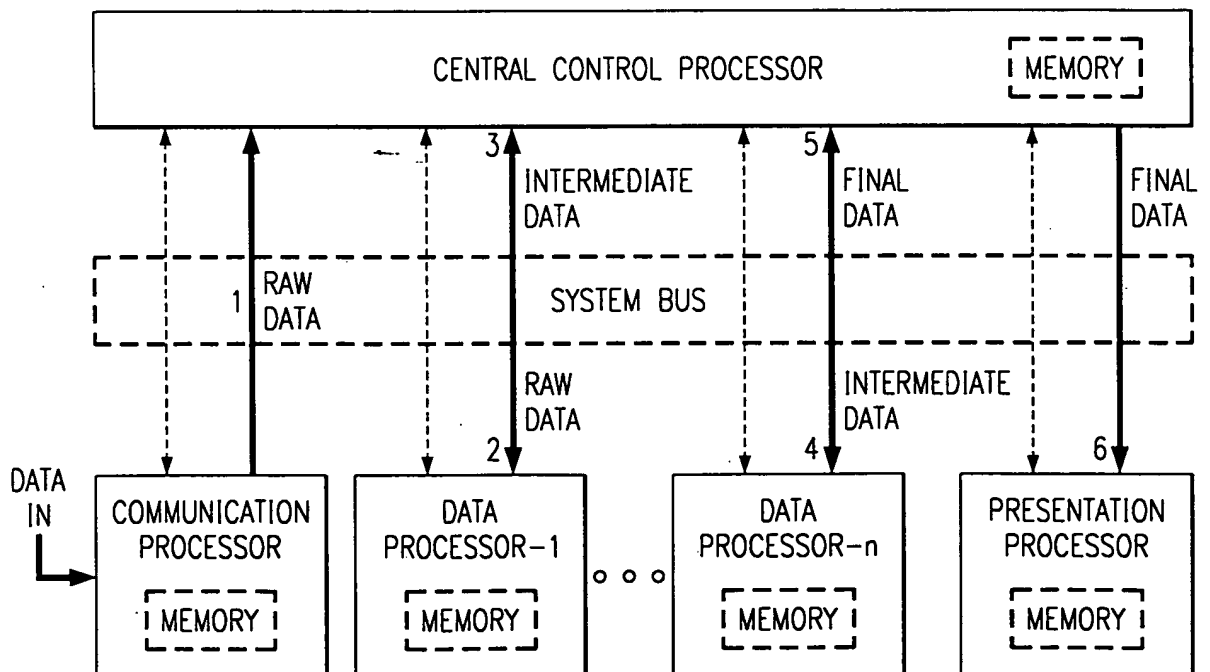 CENTRAL CONTROL PROCESSOR
MEMORY
3
INTERMEDIATE
DATA
5
FINAL
DATA
FINAL
DATA
1
RAW
DATA
SYSTEM BUS
RAW
DATA
2
INTERMEDIATE
DATA
4
6
DATA
IN
COMMUNICATION
PROCESSOR
MEMORY
DATA
PROCESSOR-1
MEMORY
DATA
PROCESSOR-n
MEMORY
PRESENTATION
PROCESSOR
MEMORY